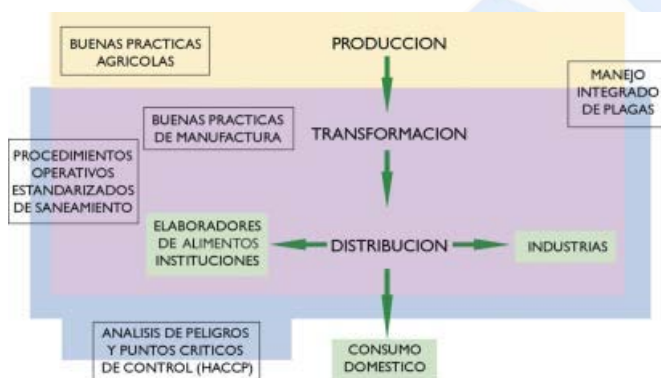 BUENAS PRACTICAS
AGRICOLAS
PRODUCCION
MANEJO
INTEGRADO
DE PLAGAS
BUENAS PRACTICAS
DE MANUFACTURA
TRANSFORMACION
PROCEDIMIENTOS
OPERATIVOS
ESTANDARIZADOS
DE SANEAMIENTO
ELABORADORES
DE ALIMENTOS
INSTITUCIONES
DISTRIBUCION
INDUSTRIAS
ANALISIS DE PELIGROS
Y PUNTOS CRITICOS
DE CONTROL (HACCP)
CONSUMO
DOMESTICO